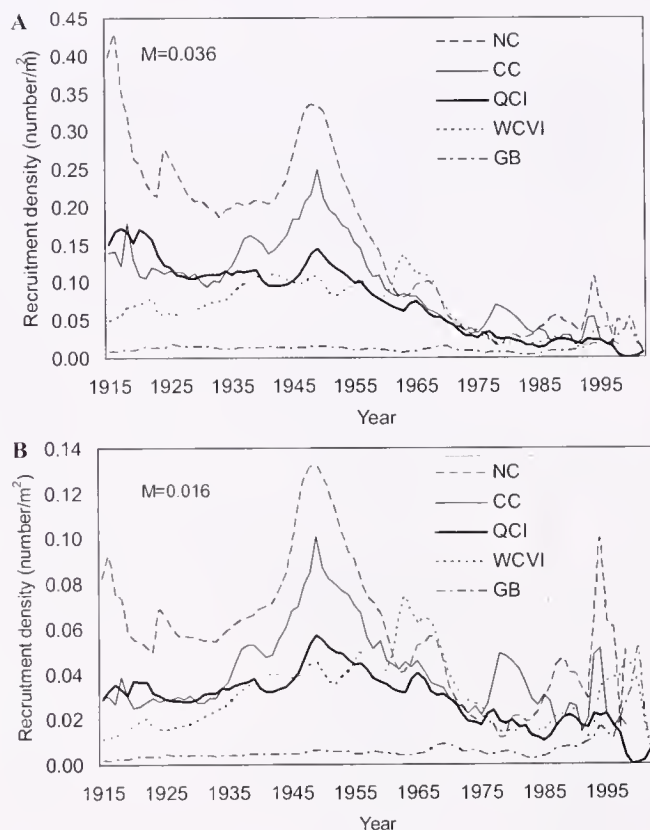 A
0.45
0.40
0.35
0.30
0.25
0.20
0.15
0.10
0.05
0.00
Recruitment density (number/m²)
M=0.036
NC
CC
QCI
WCVI
GB
1915 1925 1935 1945 1955 1965 1975 1985 1995
Year
B
0.14
0.12
0.10
0.08
0.06
0.04
0.02
0.00
Recruitment density (number/m²)
M=0.016
NC
CC
QCI
WCVI
GB
1915 1925 1935 1945 1955 1965 1975 1985 1995
Year